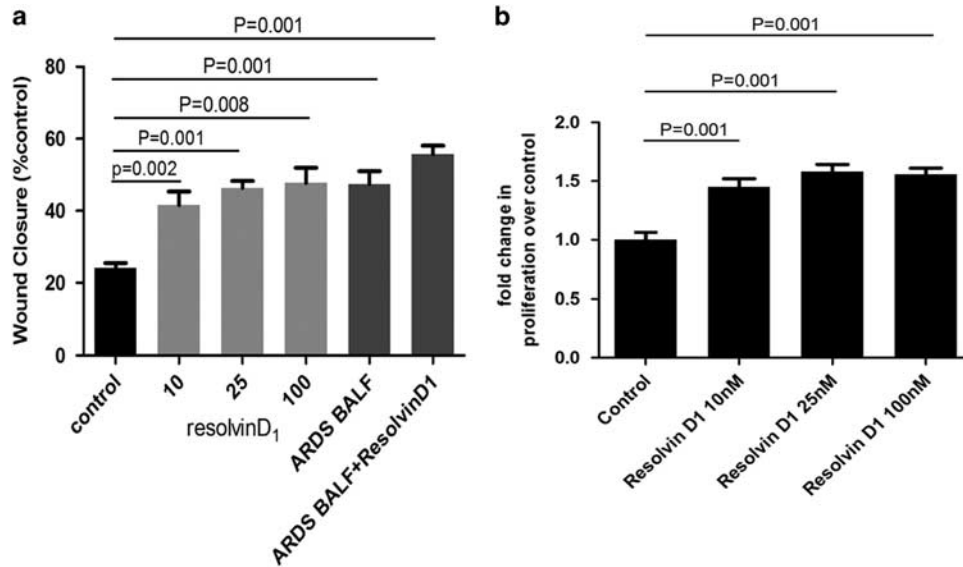 a
P=0.001
P=0.001
P=0.008
P=0.001
p=0.002
Wound Closure (%control)
80
60
40
20
0
control
10
25
100
ARDS BALF
ARDS BALF+ResolvinD1
resolvinD₁
b
P=0.001
P=0.001
P=0.001
fold change in
proliferation over control
2.0
1.5
1.0
0.5
0.0
Control
Resolvin D1 10nM
Resolvin D1 25nM
Resolvin D1 100nM